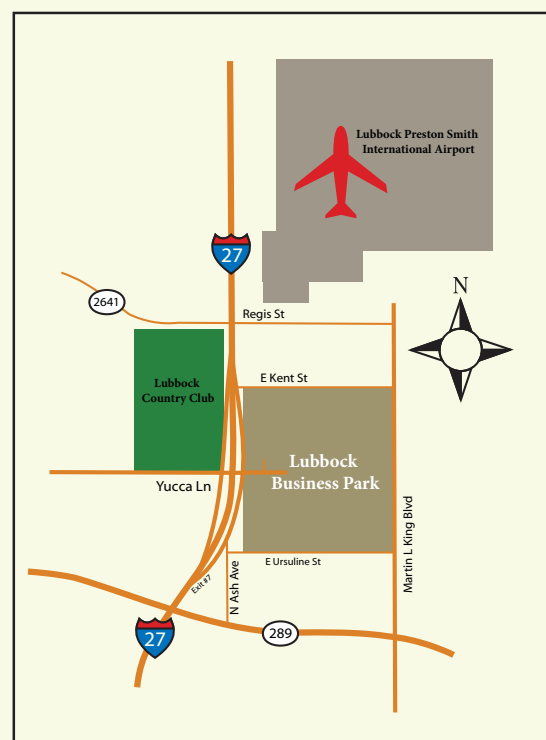 Lubbock Preston Smith
International Airport
27
N
2641
Regis St
E Kent St
Lubbock
Country Club
Lubbock
Business Park
Yucca Ln
Martin L King Blvd
E Ursuline St
Exit #7
N Ash Ave
289
27